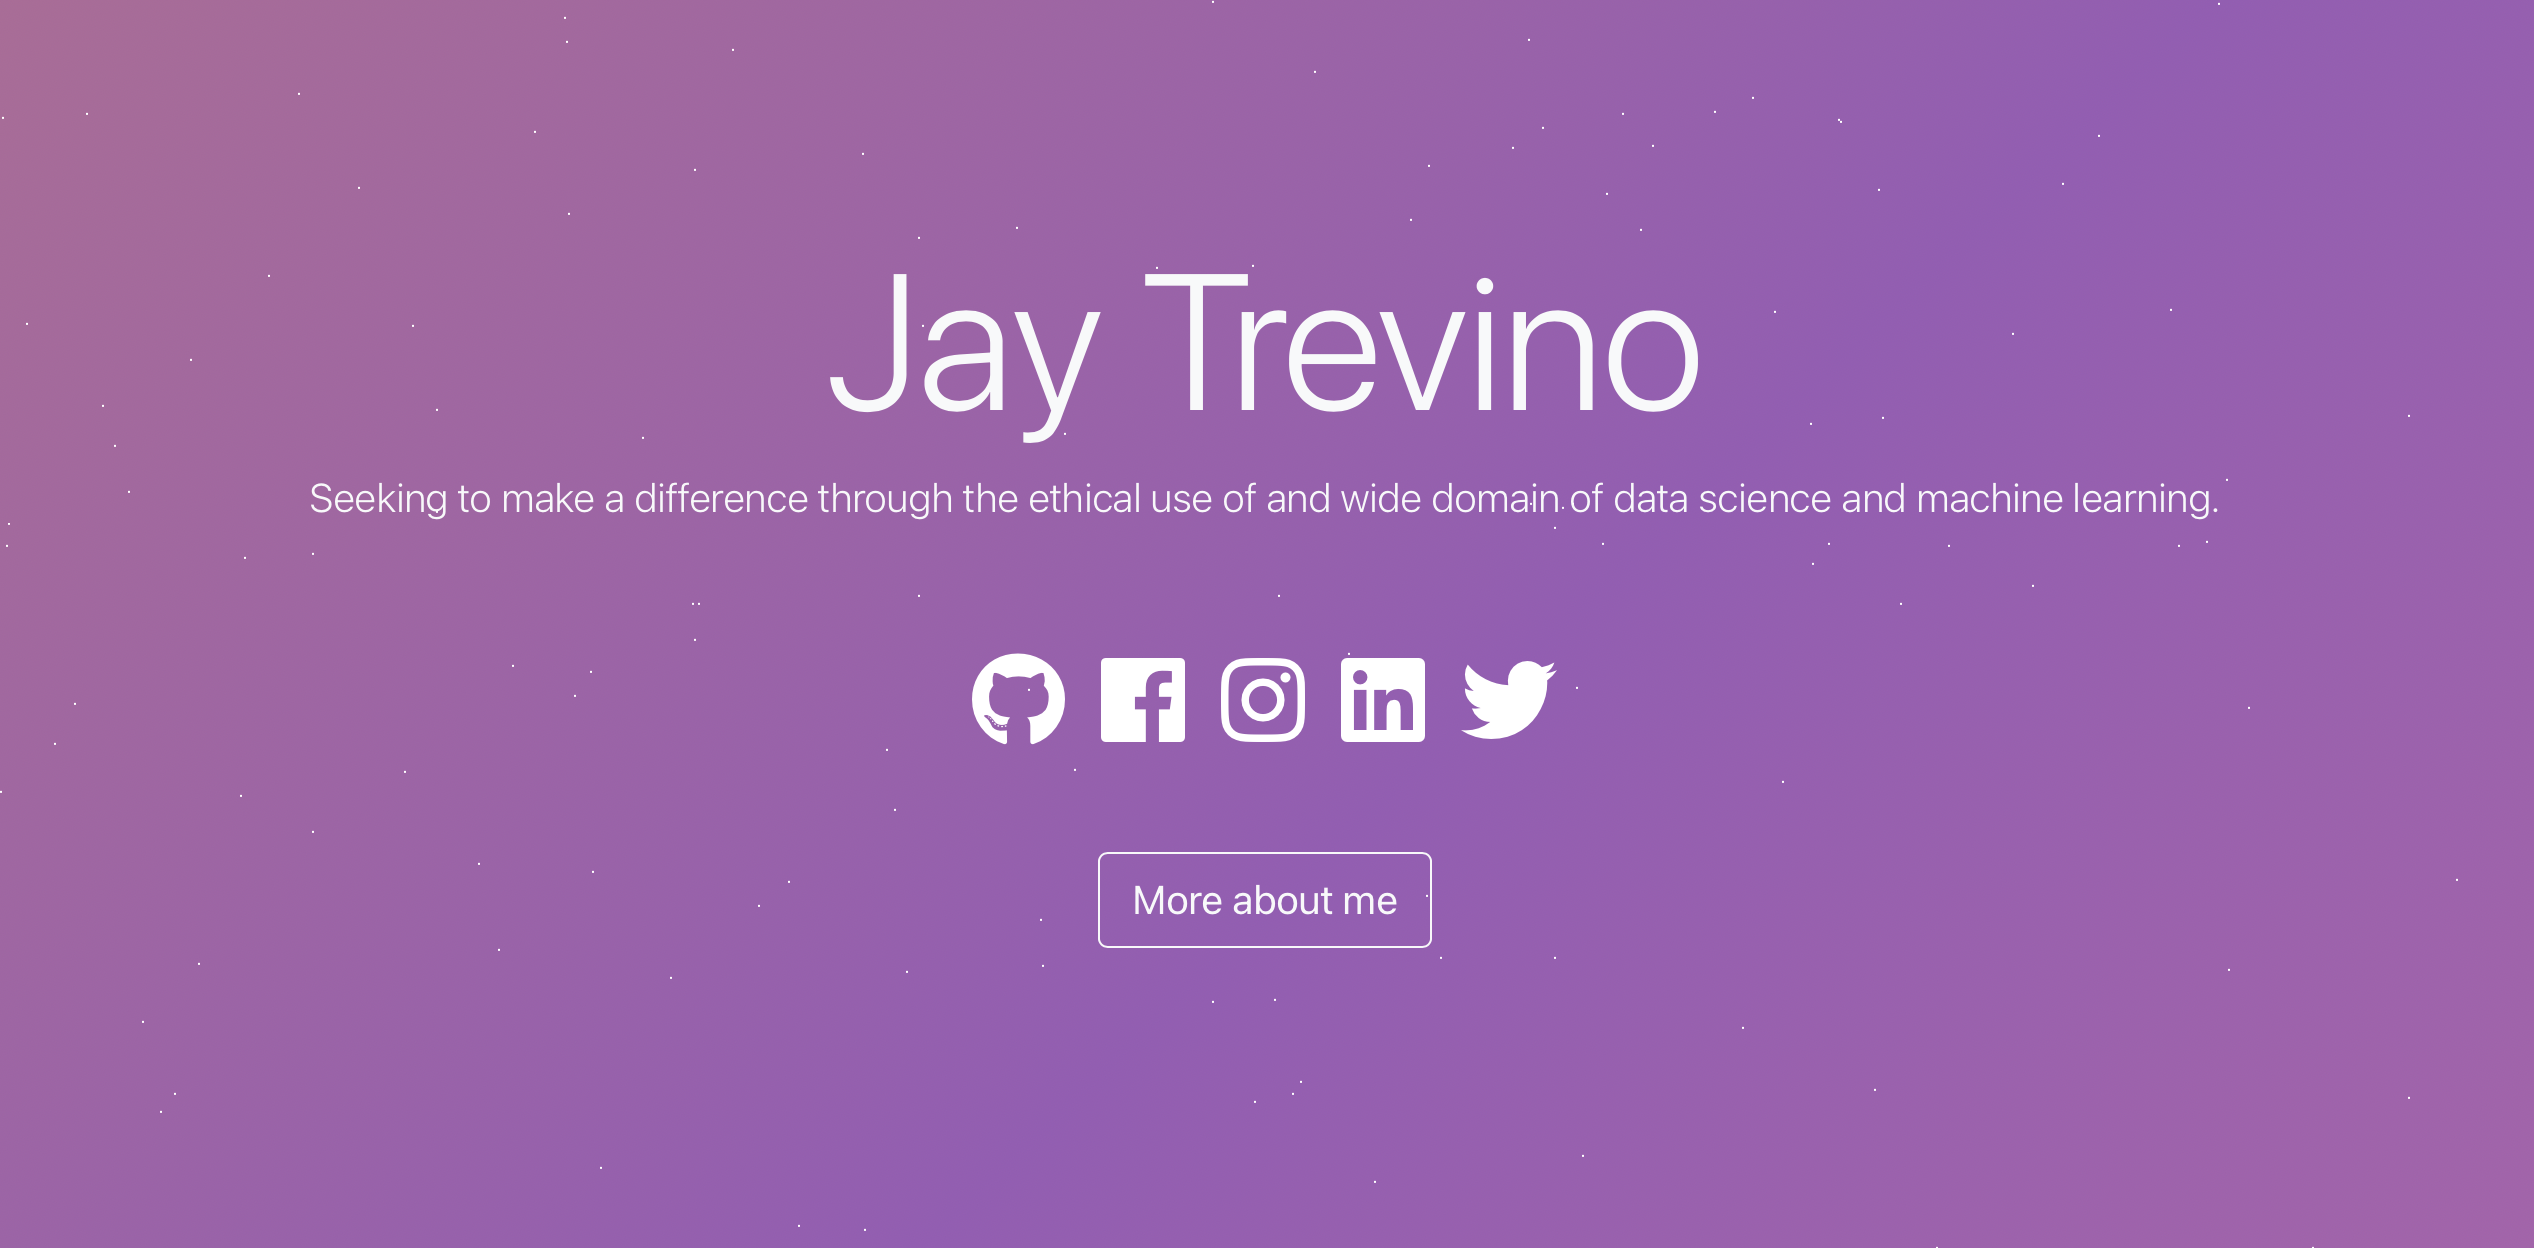 Jay Trevino
Seeking to make a difference through the ethical use of and wide domain of data science and machine learning.
More about me